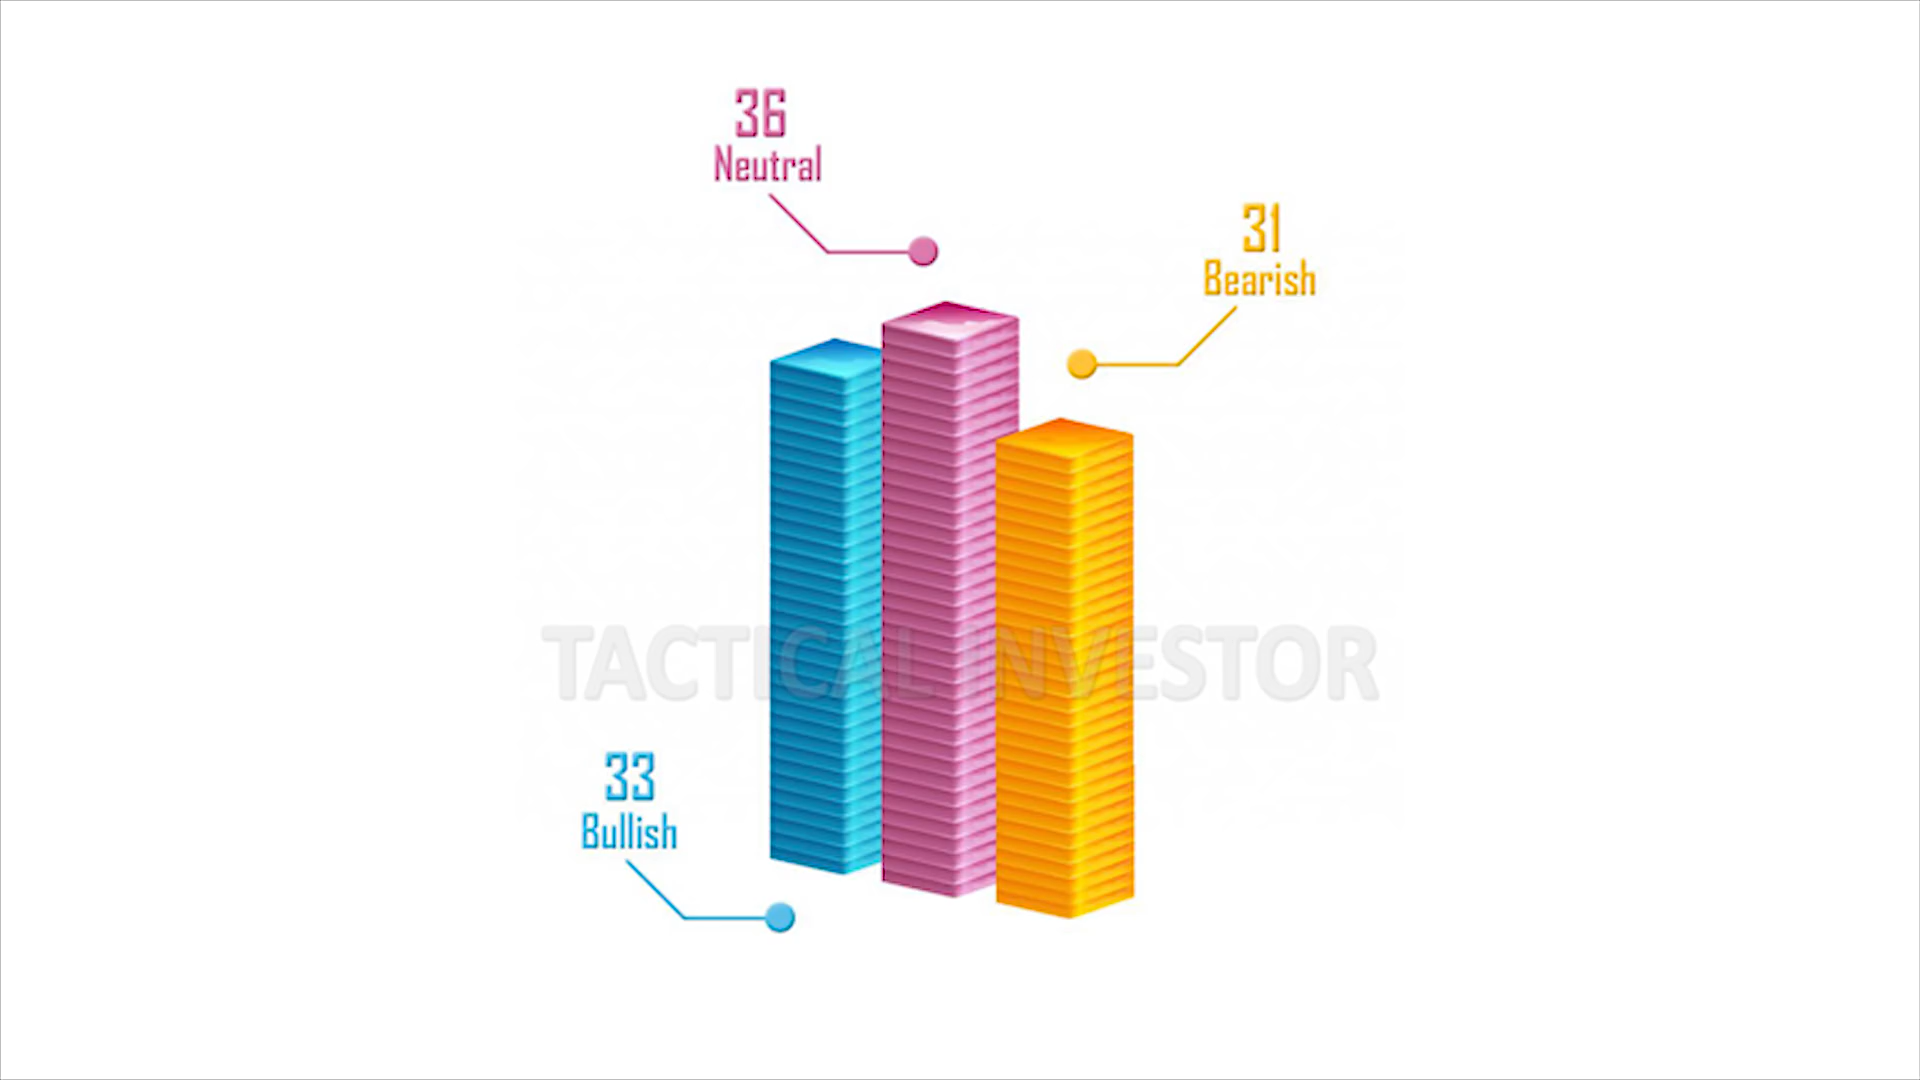 36
Neutral
31
Bearish
TACTICAL INVESTOR
33
Bullish